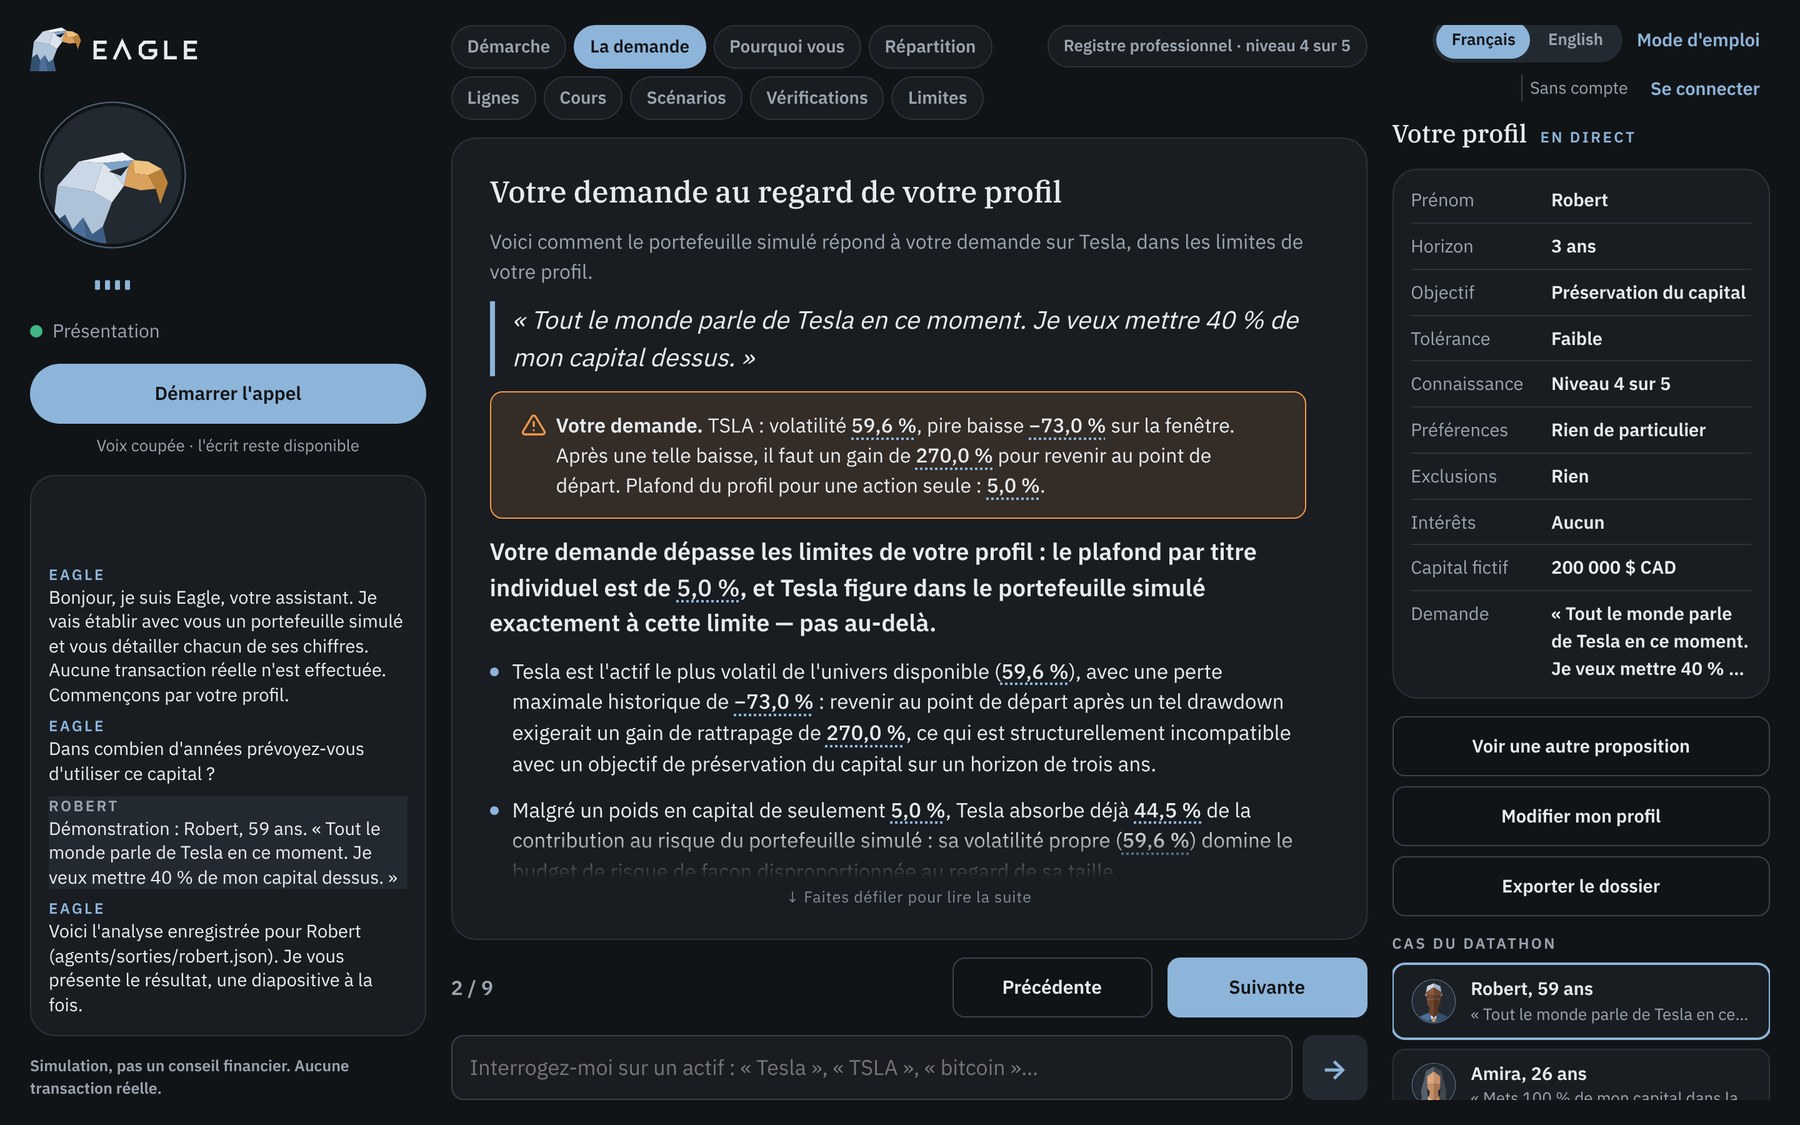 EAGLE
Présentation
Démarrer l'appel
Voix coupée · l'écrit reste disponible
EAGLE
Bonjour, je suis Eagle, votre assistant. Je
vais établir avec vous un portefeuille simulé
et vous détailler chacun de ses chiffres.
Aucune transaction réelle n'est effectuée.
Commençons par votre profil.
EAGLE
Dans combien d'années prévoyez-vous
d'utiliser ce capital ?
ROBERT
Démonstration : Robert, 59 ans. « Tout le
monde parle de Tesla en ce moment. Je
veux mettre 40 % de mon capital dessus. »
EAGLE
Voici l'analyse enregistrée pour Robert
(agents/sorties/robert.json). Je vous
présente le résultat, une diapositive à la
fois.
Simulation, pas un conseil financier. Aucune
transaction réelle.
Démarche
La demande
Pourquoi vous
Répartition
Registre professionnel · niveau 4 sur 5
Lignes
Cours
Scénarios
Vérifications
Limites
Votre demande au regard de votre profil
Voici comment le portefeuille simulé répond à votre demande sur Tesla, dans les limites de
votre profil.
« Tout le monde parle de Tesla en ce moment. Je veux mettre 40 % de
mon capital dessus. »
Votre demande. TSLA : volatilité 59,6 %, pire baisse −73,0 % sur la fenêtre.
Après une telle baisse, il faut un gain de 270,0 % pour revenir au point de
départ. Plafond du profil pour une action seule : 5,0 %.
Votre demande dépasse les limites de votre profil : le plafond par titre
individuel est de 5,0 %, et Tesla figure dans le portefeuille simulé
exactement à cette limite — pas au-delà.
Tesla est l'actif le plus volatil de l'univers disponible (59,6 %), avec une perte
maximale historique de −73,0 % : revenir au point de départ après un tel drawdown
exigerait un gain de rattrapage de 270,0 %, ce qui est structurellement incompatible
avec un objectif de préservation du capital sur un horizon de trois ans.
Malgré un poids en capital de seulement 5,0 %, Tesla absorbe déjà 44,5 % de la
contribution au risque du portefeuille simulé : sa volatilité propre (59,6 %) domine le
budget de risque de façon disproportionnée au regard de sa taille.
↓ Faites défiler pour lire la suite
2 / 9
Précédente
Suivante
Interrogez-moi sur un actif : « Tesla », « TSLA », « bitcoin »...
Français
English
Mode d'emploi
Sans compte
Se connecter
Votre profil EN DIRECT
Prénom Robert
Horizon 3 ans
Objectif Préservation du capital
Tolérance Faible
Connaissance Niveau 4 sur 5
Préférences Rien de particulier
Exclusions Rien
Intérêts Aucun
Capital fictif 200 000 $ CAD
Demande « Tout le monde parle
de Tesla en ce moment.
Je veux mettre 40 % ...
Voir une autre proposition
Modifier mon profil
Exporter le dossier
CAS DU DATATHON
Robert, 59 ans
« Tout le monde parle de Tesla en ce...
Amira, 26 ans
« Mets 100 % de mon capital dans la...